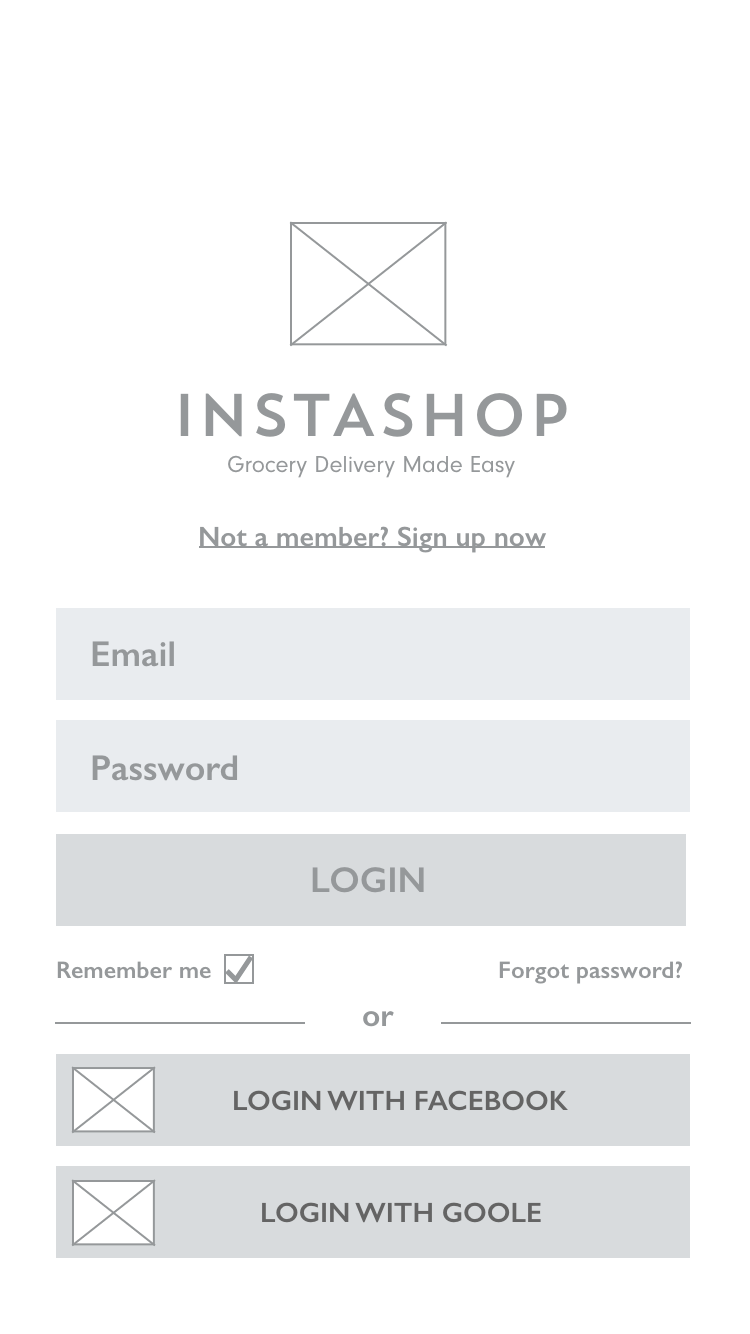 INSTASHOP
Grocery Delivery Made Easy
Not a member? Sign up now
Email
Password
LOGIN
Remember me
Forgot password?
or
LOGIN WITH FACEBOOK
LOGIN WITH GOOLE